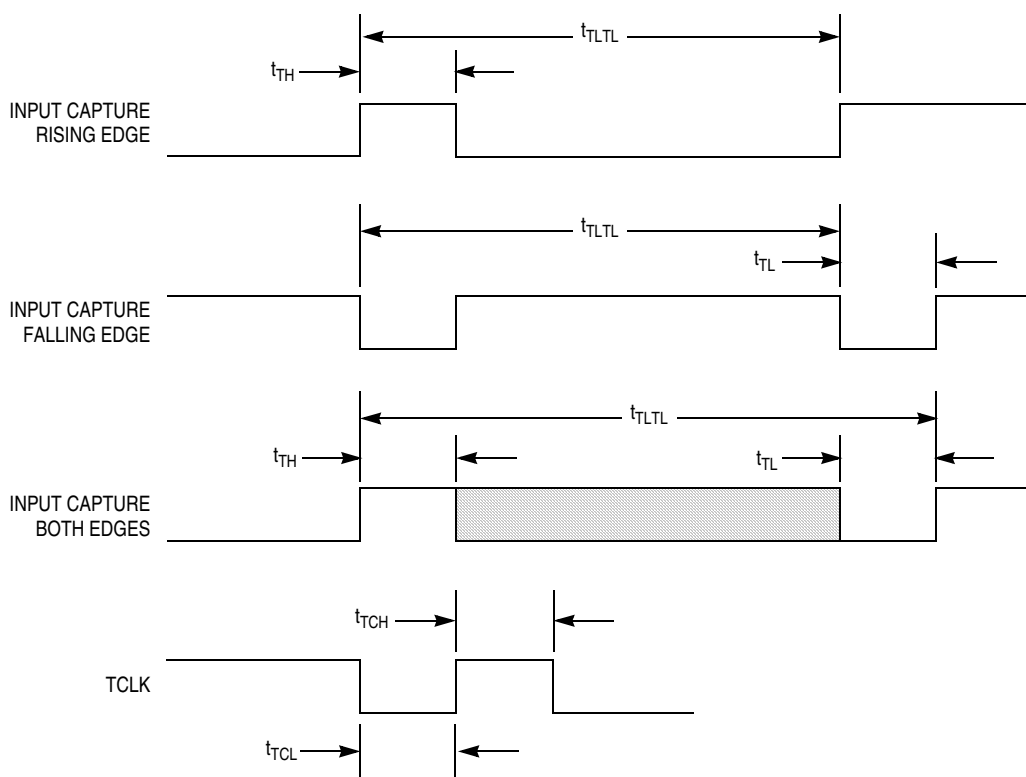 tTLTL
tTH
INPUT CAPTURE
RISING EDGE
tTLTL
tTL
INPUT CAPTURE
FALLING EDGE
tTLTL
tTH
tTL
INPUT CAPTURE
BOTH EDGES
tTCH
TCLK
tTCL